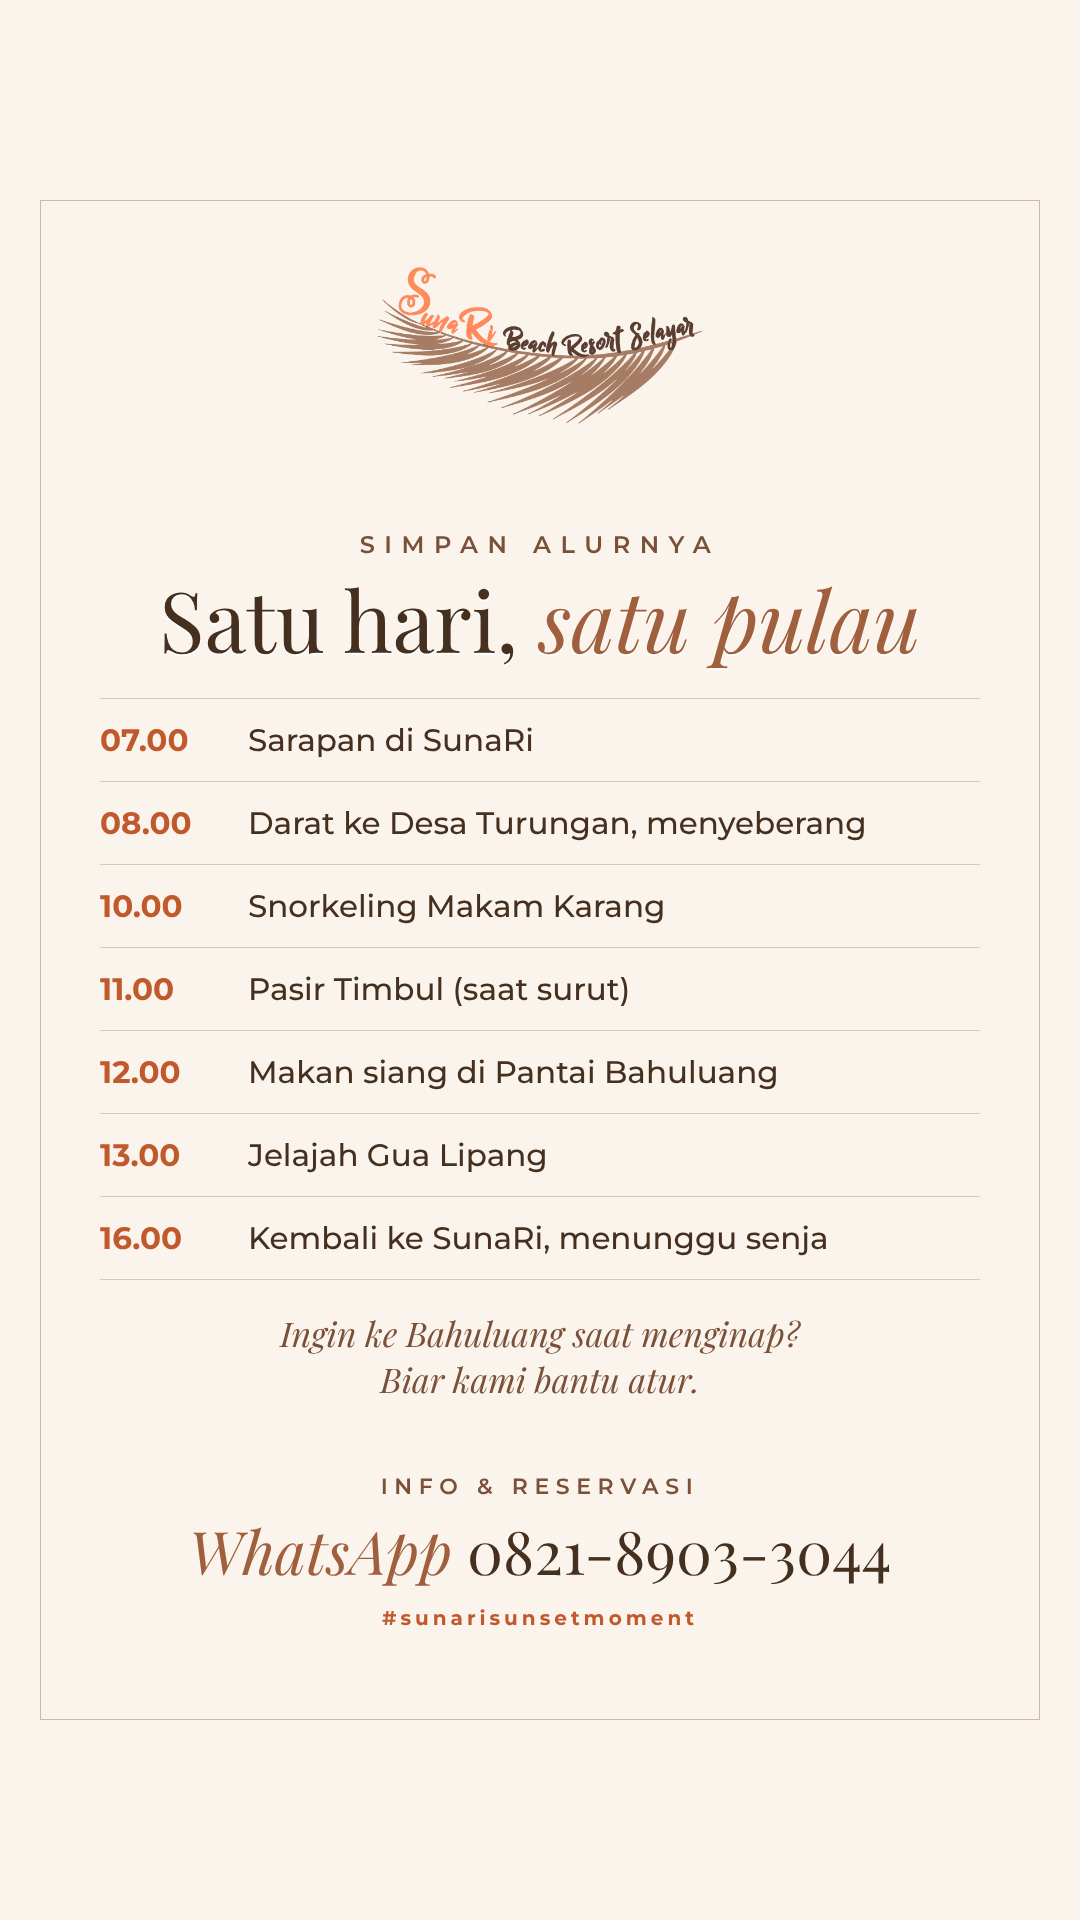 SunaRi Beach Resort Selayar
SIMPAN ALURNYA
Satu hari, satu pulau
07.00 Sarapan di SunaRi
08.00 Darat ke Desa Turungan, menyeberang
10.00 Snorkeling Makam Karang
11.00 Pasir Timbul (saat surut)
12.00 Makan siang di Pantai Bahuluang
13.00 Jelajah Gua Lipang
16.00 Kembali ke SunaRi, menunggu senja
Ingin ke Bahuluang saat menginap?
Biar kami bantu atur.
INFO & RESERVASI
WhatsApp 0821-8903-3044
#sunarisunsetmoment